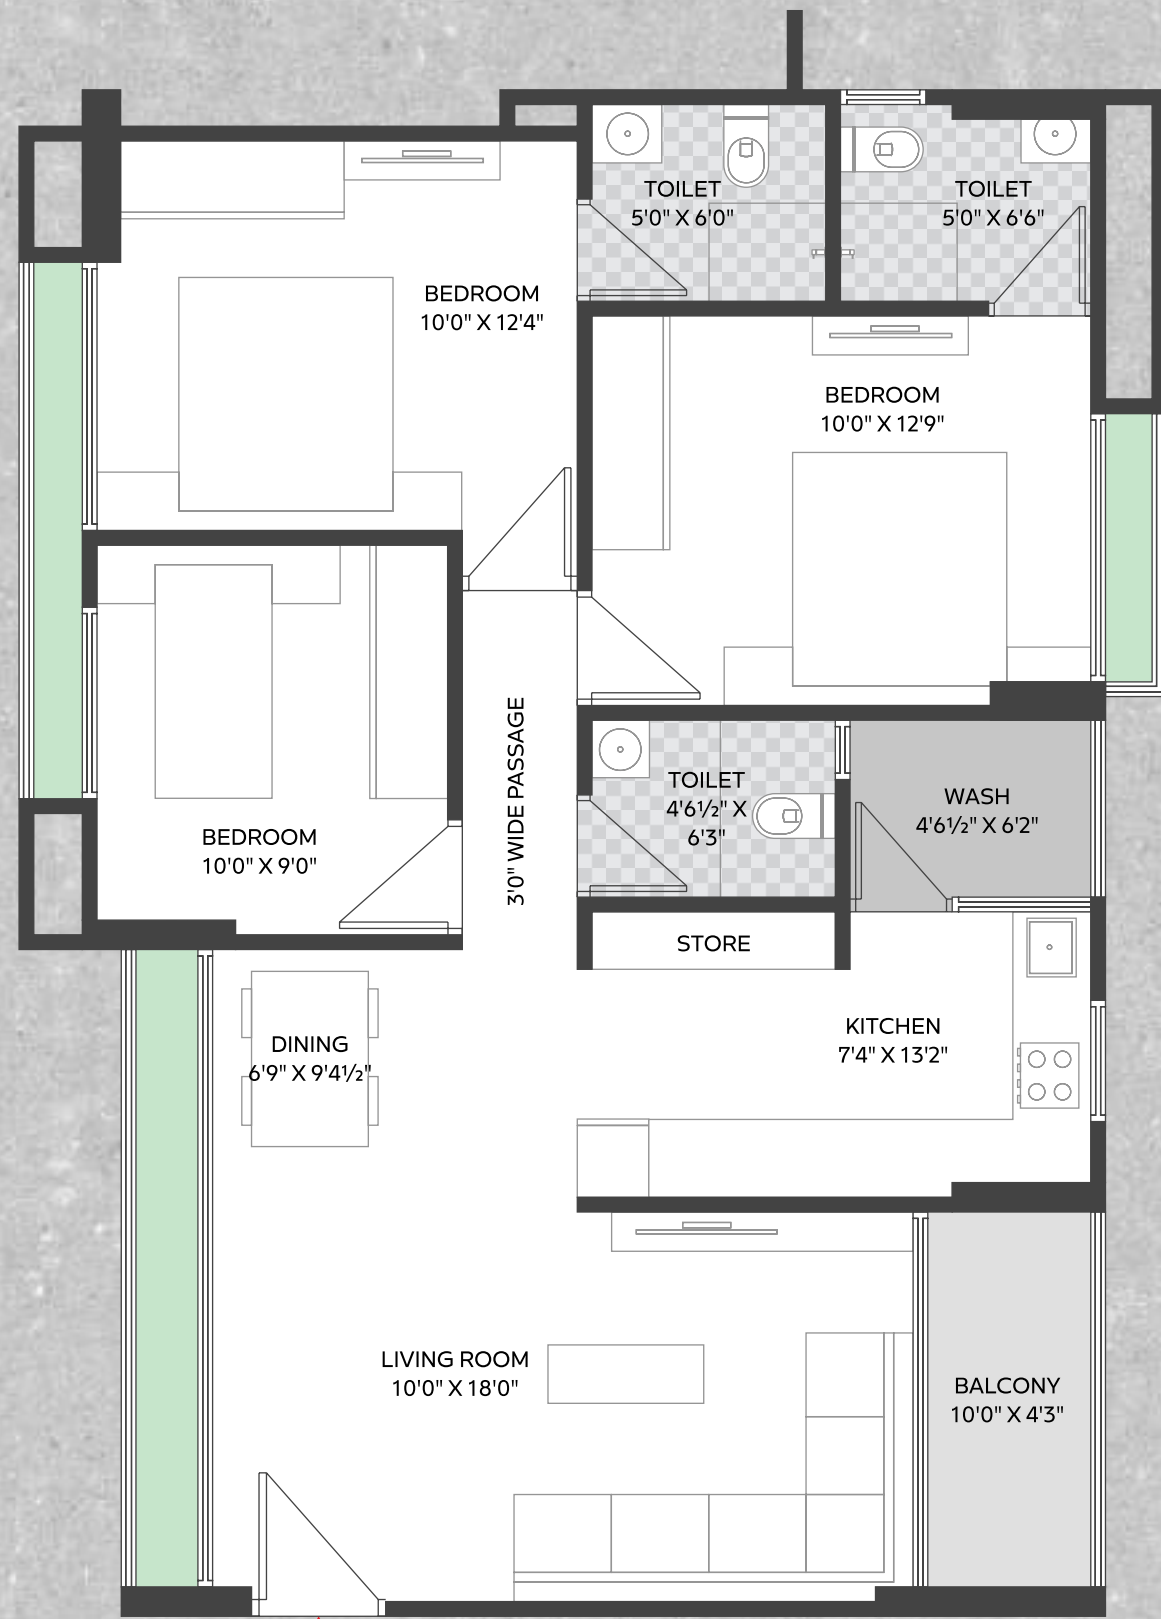 TOILET
5'0" X 6'0"
TOILET
5'0" X 6'6"
BEDROOM
10'0" X 12'4"
BEDROOM
10'0" X 12'9"
3'0" WIDE PASSAGE
TOILET
4'6½" X
6'3"
WASH
4'6½" X 6'2"
BEDROOM
10'0" X 9'0"
STORE
KITCHEN
7'4" X 13'2"
DINING
6'9" X 9'4½"
LIVING ROOM
10'0" X 18'0"
BALCONY
10'0" X 4'3"